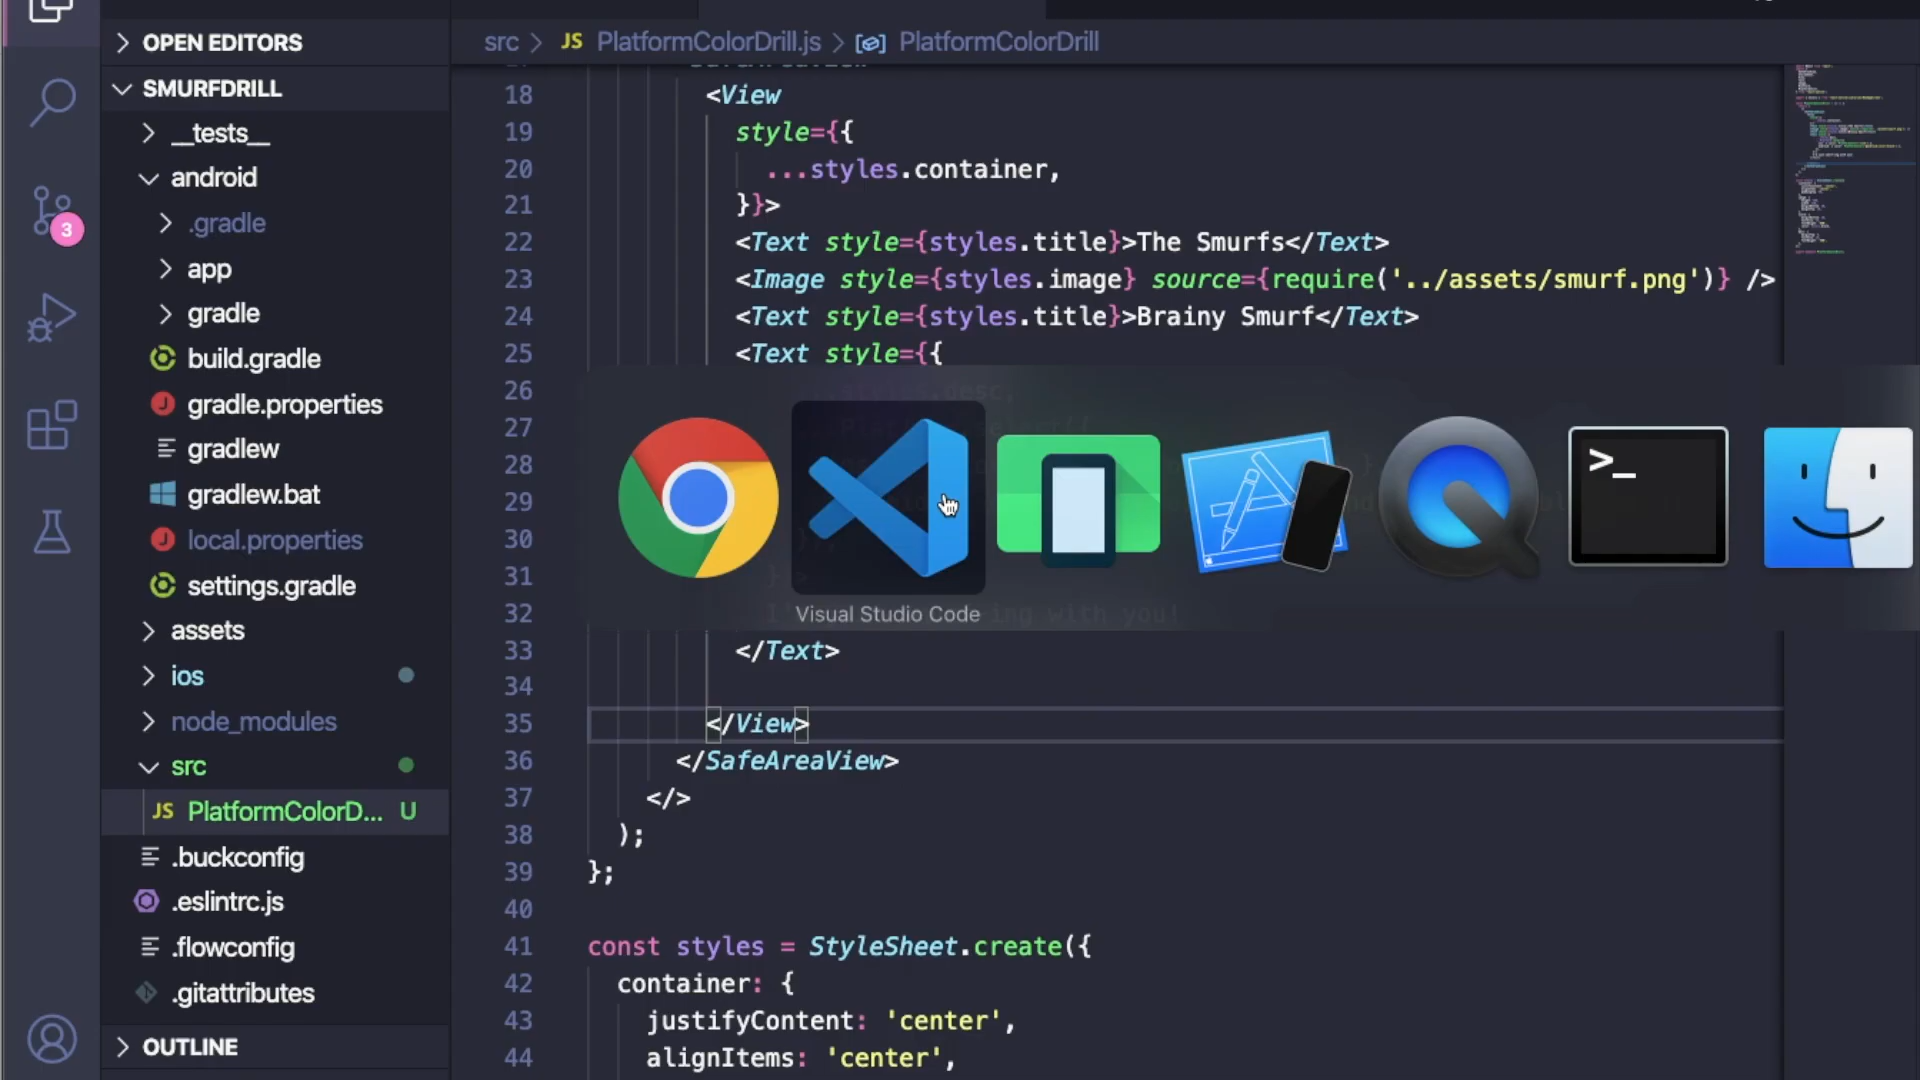 OPEN EDITORS
SMURFDRILL
__tests__
android
.gradle
app
gradle
build.gradle
gradle.properties
gradlew
gradlew.bat
local.properties
settings.gradle
assets
ios
node_modules
src
JS PlatformColorD... U
.buckconfig
.eslintrc.js
.flowconfig
.gitattributes
OUTLINE
3
src > JS PlatformColorDrill.js > PlatformColorDrill
18 <View
19 style={{
20 ...styles.container,
21 }}>
22 <Text style={styles.title}>The Smurfs</Text>
23 <Image style={styles.image} source={require('../assets/smurf.png')} />
24 <Text style={styles.title}>Brainy Smurf</Text>
25 <Text style={{
26
27
28
29
30
31
32 with you!
33 </Text>
34
35 </View>
36 </SafeAreaView>
37 </>
38 );
39 };
40
41 const styles = StyleSheet.create({
42 container: {
43 justifyContent: 'center',
44 alignItems: 'center',
>_
Visual Studio Code